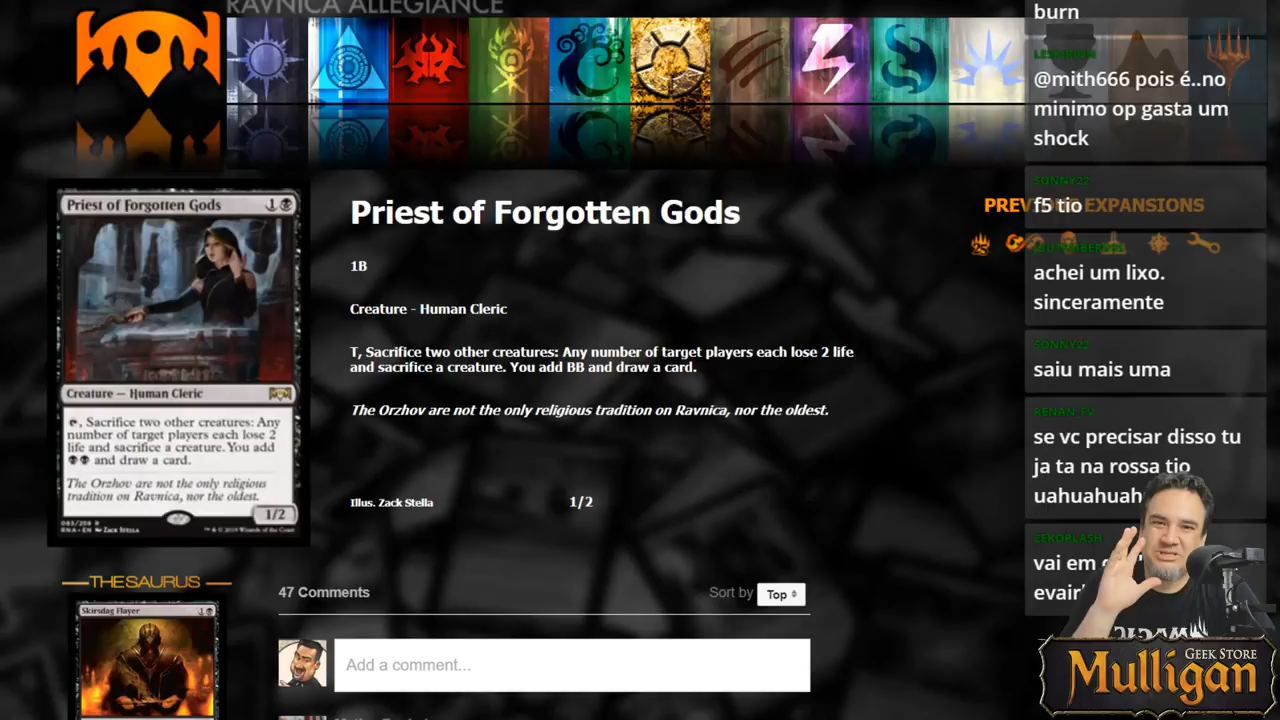 RAVNICA ALLEGIANCE
Priest of Forgotten Gods
1
Creature — Human Cleric
, Sacrifice two other creatures: Any
number of target players each lose 2
life and sacrifice a creature. You add
and draw a card.
The Orzhov are not the only religious
tradition on Ravnica, nor the oldest.
1/2
Priest of Forgotten Gods
1B
Creature - Human Cleric
T, Sacrifice two other creatures: Any number of target players each lose 2 life
and sacrifice a creature. You add BB and draw a card.
The Orzhov are not the only religious tradition on Ravnica, nor the oldest.
Illus. Zack Stella
1/2
THESAURUS
Skirsdag Flayer
1
47 Comments
Sort by
Top
Add a comment...
EXPANSIONS
burn
@mith666 pois é..no
minimo op gasta um
shock
SONNY22
f5 tio
achei um lixo.
sinceramente
SONNY22
saiu mais uma
RENAN_FV
se vc precisar disso tu
ja ta na rossa tio
ZEKORLASH
vai em
evair
GEEK STORE
Mulligan